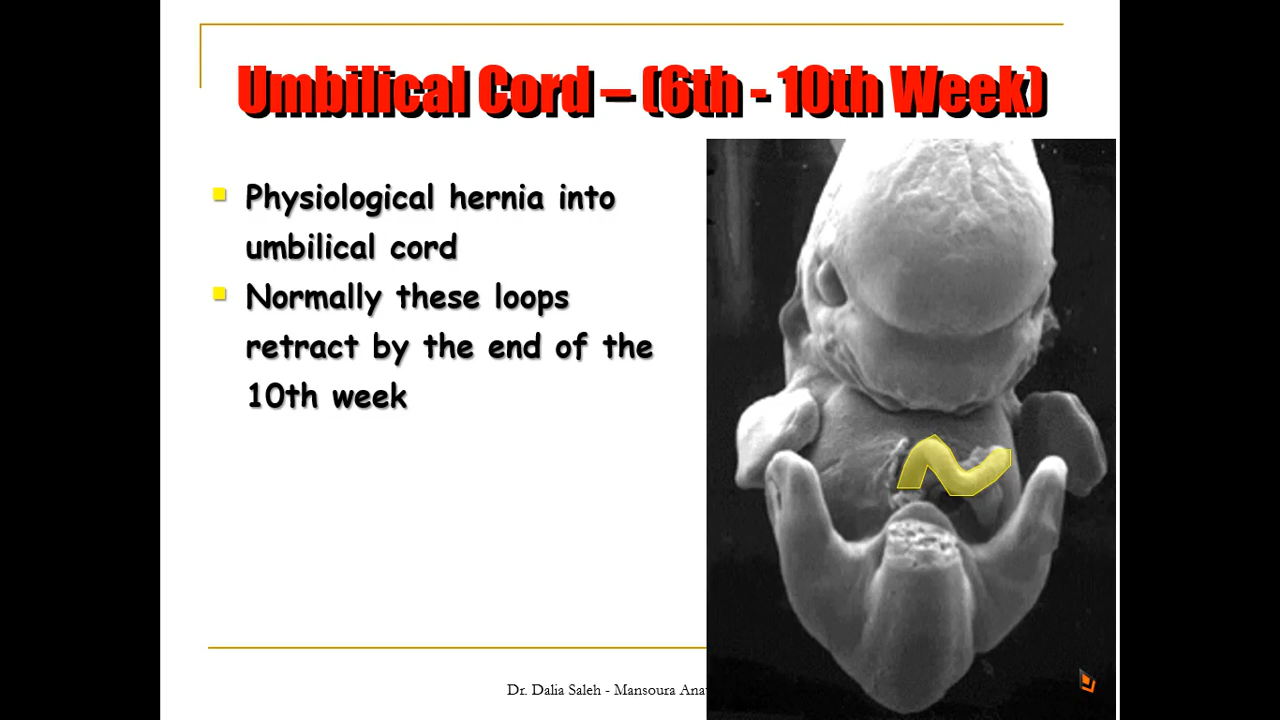 Umbilical Cord – (6th - 10th Week)
Physiological hernia into
umbilical cord
Normally these loops
retract by the end of the
10th week
Dr. Dalia Saleh - Mansoura Ana